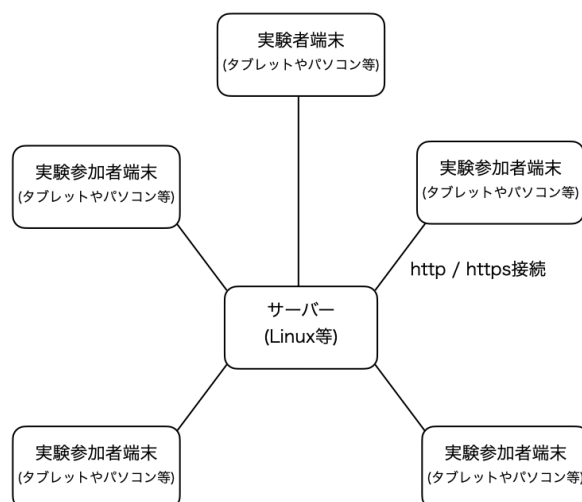 実験者端末
(タブレットやパソコン等)
実験参加者端末
(タブレットやパソコン等)
実験参加者端末
(タブレットやパソコン等)
http / https接続
サーバー
(Linux等)
実験参加者端末
(タブレットやパソコン等)
実験参加者端末
(タブレットやパソコン等)